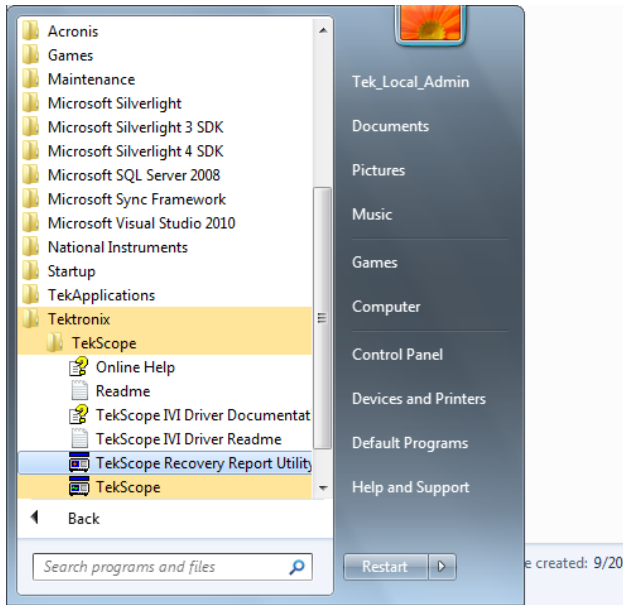 Acronis
Games
Maintenance
Microsoft Silverlight
Microsoft Silverlight 3 SDK
Microsoft Silverlight 4 SDK
Microsoft SQL Server 2008
Microsoft Sync Framework
Microsoft Visual Studio 2010
National Instruments
Startup
TekApplications
Tektronix
TekScope
Online Help
Readme
TekScope IVI Driver Documentat
TekScope IVI Driver Readme
TekScope Recovery Report Utility
TekScope
Back
Search programs and files
Tek_Local_Admin
Documents
Pictures
Music
Games
Computer
Control Panel
Devices and Printers
Default Programs
Help and Support
Restart
e created: 9/20